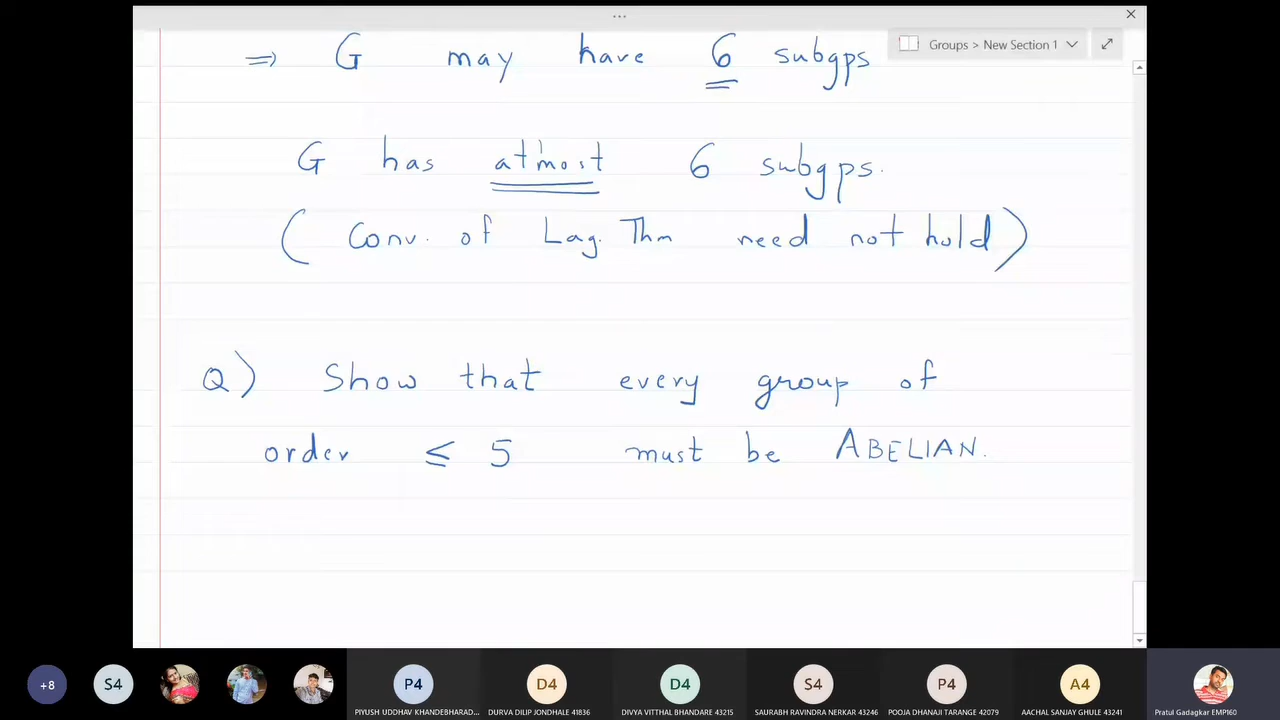 Groups > New Section 1
⇒ G may have 6 subgps
G has atmost 6 subgps.
( Conv. of Lag. Thm need not hold )
Q) Show that every group of
order ≤ 5 must be ABELIAN.
+8
S4
P4
D4
D4
S4
P4
A4
PIYUSH UDDHAV KHANDEBHARAD...
DURVA DILIP JONDHALE 41836
DIVYA VITTHAL BHANDARE 43215
SAURABH RAVINDRA NERKAR 43246
POOJA DHANAJI TARANGE 42079
AACHAL SANJAY GHULE 43241
Pratul Gadagkar EMP160